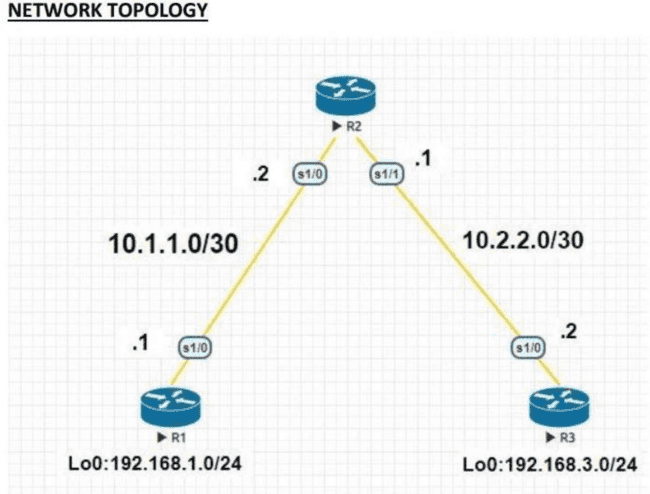 NETWORK TOPOLOGY
R2
.2 s1/0 s1/1 .1
10.1.1.0/30 10.2.2.0/30
.1 s1/0 s1/0 .2
R1 R3
Lo0:192.168.1.0/24 Lo0:192.168.3.0/24